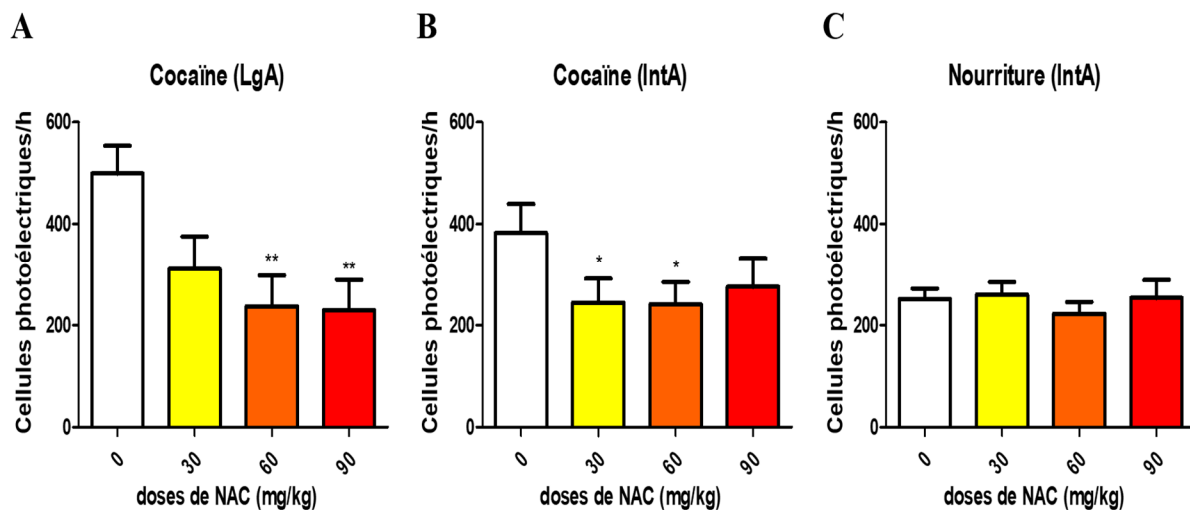 A
Cocaïne (LgA)
Cellules photoélectriques/h
600
400
200
0
**
**
0
30
60
90
doses de NAC (mg/kg)
B
Cocaïne (IntA)
Cellules photoélectriques/h
600
400
200
0
*
*
0
30
60
90
doses de NAC (mg/kg)
C
Nourriture (IntA)
Cellules photoélectriques/h
600
400
200
0
0
30
60
90
doses de NAC (mg/kg)